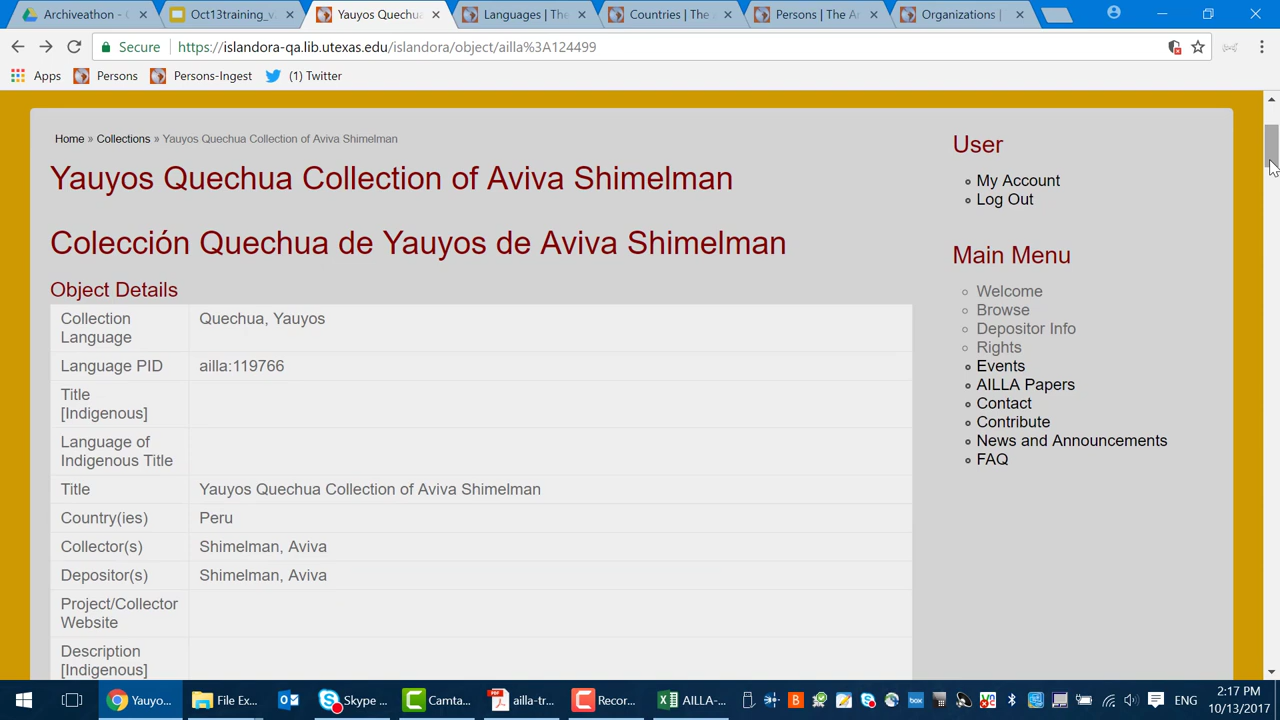 Archiveathon - G
Oct13training_v
Yauyos Quechua
Languages | The
Countries | The A
Persons | The Ar
Organizations |
Secure https://islandora-qa.lib.utexas.edu/islandora/object/ailla%3A124499
Apps Persons Persons-Ingest (1) Twitter
Home » Collections » Yauyos Quechua Collection of Aviva Shimelman
Yauyos Quechua Collection of Aviva Shimelman
Colección Quechua de Yauyos de Aviva Shimelman
Object Details
Collection Quechua, Yauyos
Language
Language PID ailla:119766
Title
[Indigenous]
Language of
Indigenous Title
Title Yauyos Quechua Collection of Aviva Shimelman
Country(ies) Peru
Collector(s) Shimelman, Aviva
Depositor(s) Shimelman, Aviva
Project/Collector
Website
Description
[Indigenous]
User
My Account
Log Out
Main Menu
Welcome
Browse
Depositor Info
Rights
Events
AILLA Papers
Contact
Contribute
News and Announcements
FAQ
Yauyo...
File Ex...
Skype ...
Camta...
ailla-tr...
Recor...
AILLA-...
ENG
2:17 PM
10/13/2017